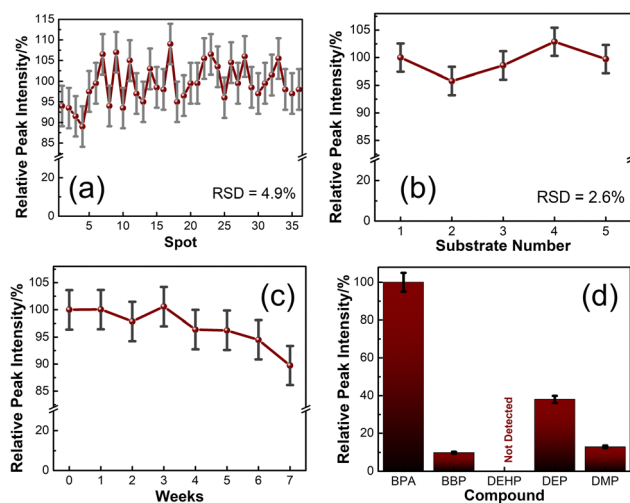 115
110
105
100
95
90
85
20
0
Relative Peak Intensity/%
(a)
RSD = 4.9%
5 10 15 20 25 30 35
Spot
105
100
95
90
85
20
0
Relative Peak Intensity/%
(b)
RSD = 2.6%
1 2 3 4 5
Substrate Number
105
100
95
90
85
20
0
Relative Peak Intensity/%
(c)
0 1 2 3 4 5 6 7
Weeks
100
80
60
40
20
0
Relative Peak Intensity/%
(d)
Not Detected
BPA BBP DEHP DEP DMP
Compound